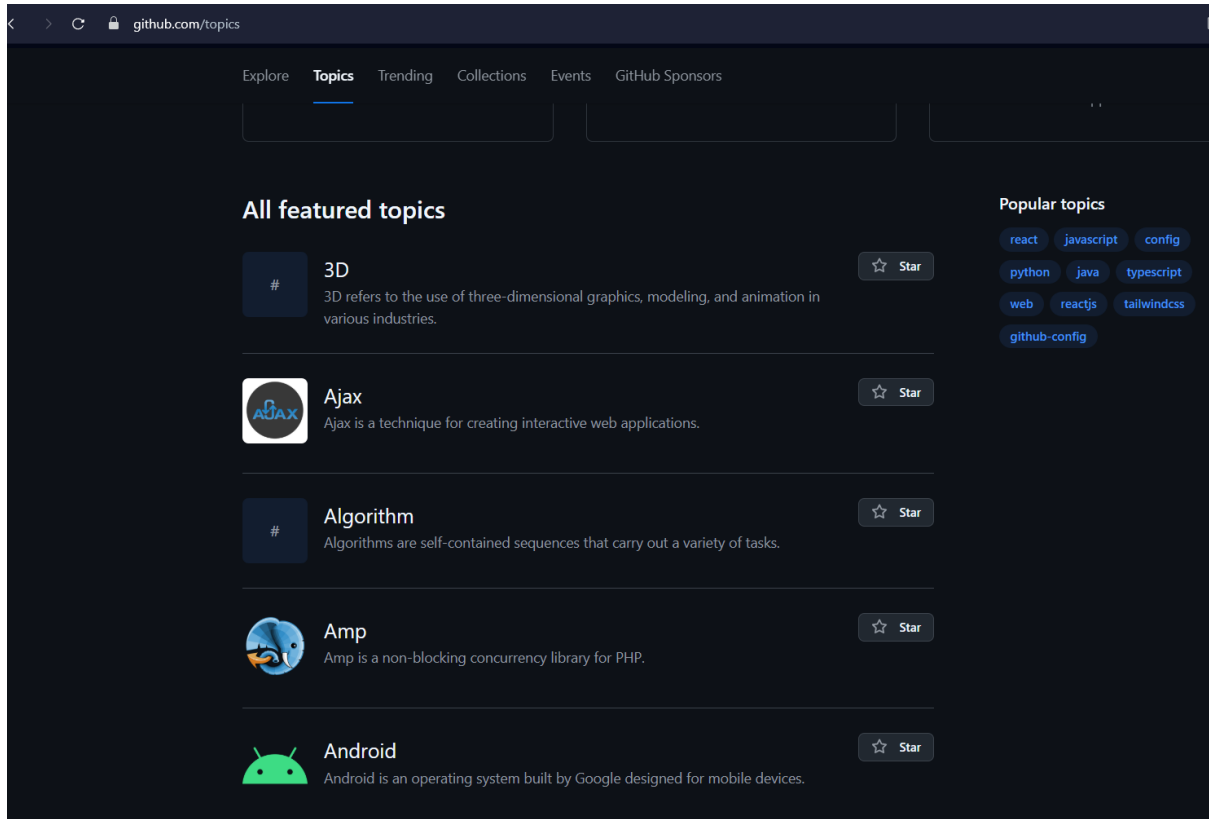 github.com/topics
Explore Topics Trending Collections Events GitHub Sponsors
All featured topics
#
3D
Star
3D refers to the use of three-dimensional graphics, modeling, and animation in
various industries.
AJAX
Ajax
Star
Ajax is a technique for creating interactive web applications.
#
Algorithm
Star
Algorithms are self-contained sequences that carry out a variety of tasks.
Amp
Star
Amp is a non-blocking concurrency library for PHP.
Android
Star
Android is an operating system built by Google designed for mobile devices.
Popular topics
react javascript config
python java typescript
web reactjs tailwindcss
github-config